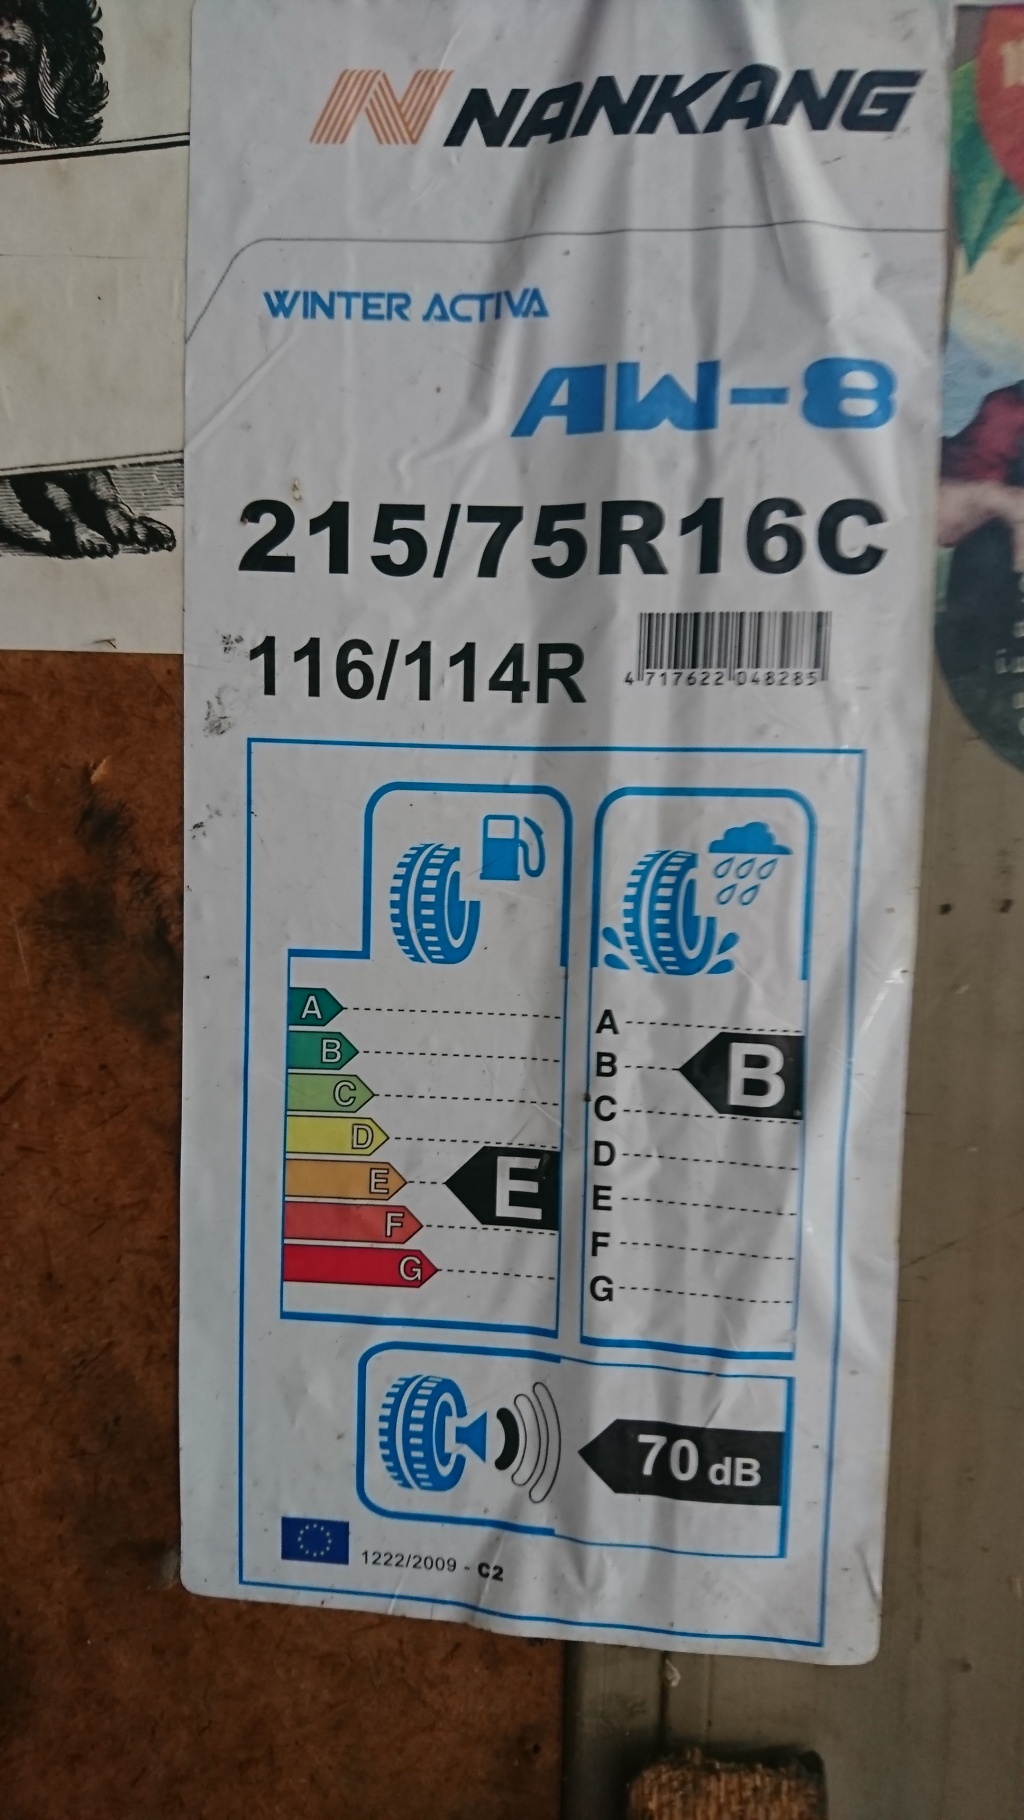 NANKANG
WINTER ACTIVA
AW-8
215/75R16C
116/114R
4 717622 048285
A
B
C
D
E
F
G
E
A
B
C
D
E
F
G
B
70 dB
1222/2009 - C2